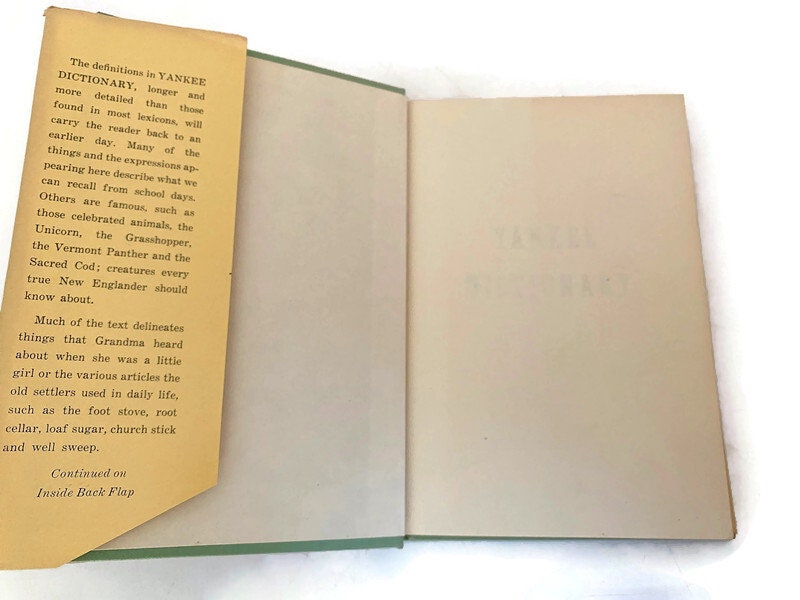 The definitions in YANKEE
DICTIONARY, longer and
more detailed than those
found in most lexicons, will
carry the reader back to an
earlier day. Many of the
things and the expressions ap-
pearing here describe what we
can recall from school days.
Others are famous, such as
those celebrated animals, the
Unicorn, the Grasshopper,
the Vermont Panther and the
Sacred Cod; creatures every
true New Englander should
know about.
Much of the text delineates
things that Grandma heard
about when she was a little
girl or the various articles the
old settlers used in daily life,
such as the foot stove, root
cellar, loaf sugar, church stick
and well sweep.
Continued on
Inside Back Flap